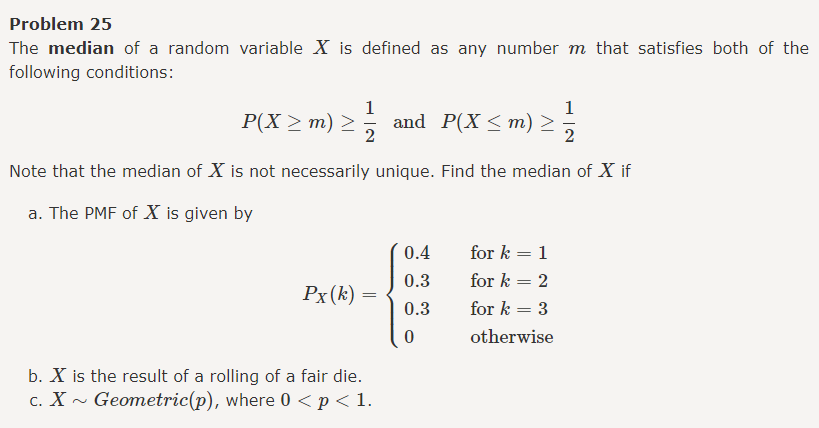 Problem 25
The median of a random variable X is defined as any number m that satisfies both of the
following conditions:
P(X ≥ m) ≥ 1/2 and P(X ≤ m) ≥ 1/2
Note that the median of X is not necessarily unique. Find the median of X if
a. The PMF of X is given by
P_X(k) = { 0.4 for k = 1
0.3 for k = 2
0.3 for k = 3
0 otherwise
b. X is the result of a rolling of a fair die.
c. X ∼ Geometric(p), where 0 < p < 1.